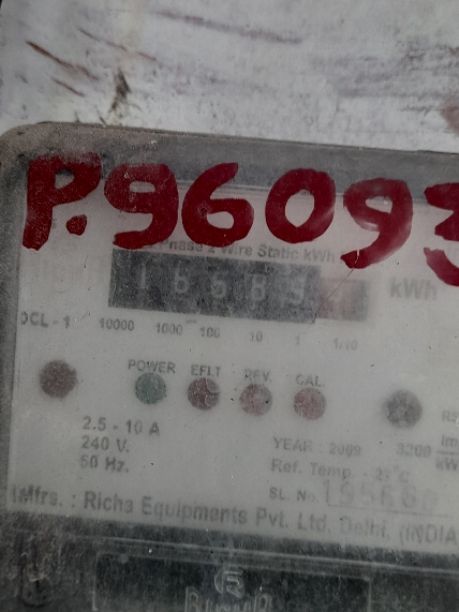 P.96093
Phase 2 Wire Static kWh
kWh
CL - 1 10000 1000 100 10 1 1/10
POWER EFLT REV. CAL.
2.5 - 10 A
240 V.
50 Hz.
YEAR : 2009 3200
Ref. Temp. - 27°C
SL. No.
Mfrs. : Richa Equipments Pvt. Ltd. Delhi, (INDIA